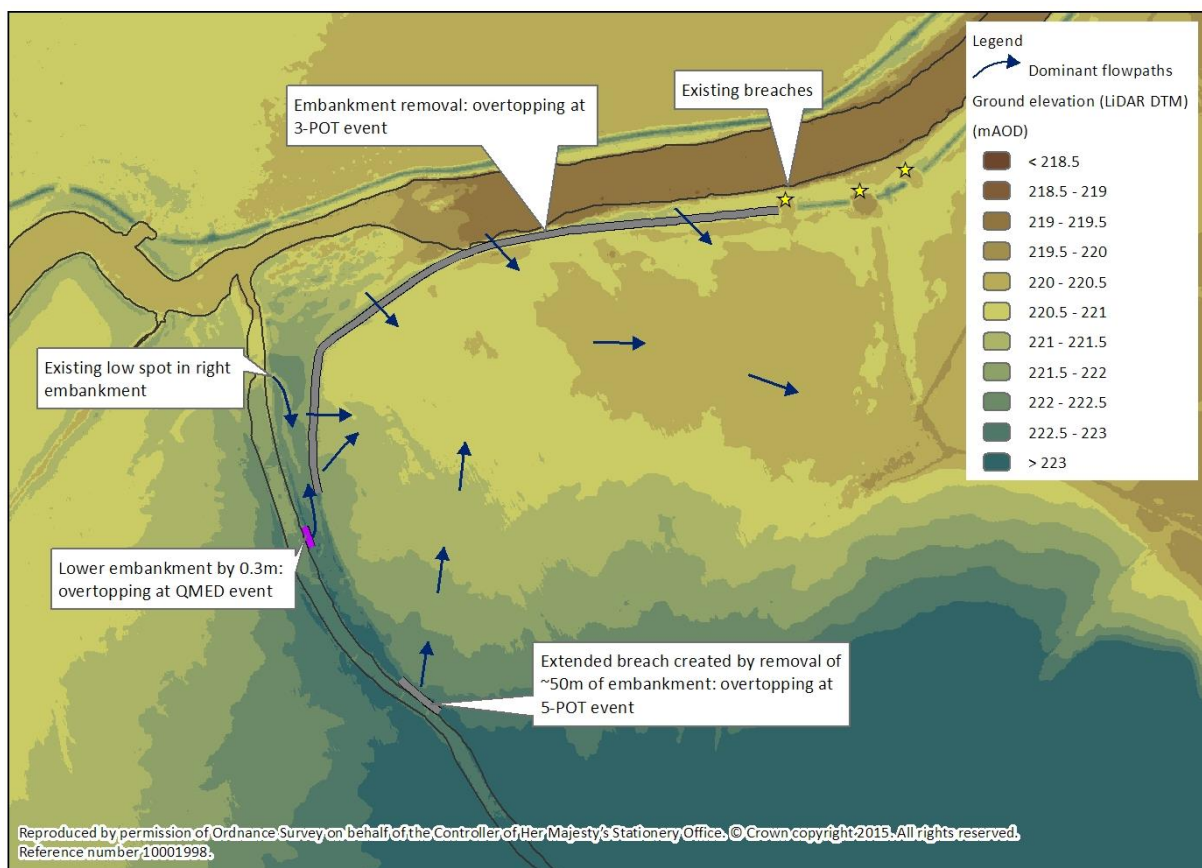 Embankment removal: overtopping at
3-POT event
Existing breaches
Legend
Dominant flowpaths
Ground elevation (LiDAR DTM)
(mAOD)
< 218.5
218.5 - 219
219 - 219.5
219.5 - 220
220 - 220.5
220.5 - 221
221 - 221.5
221.5 - 222
222 - 222.5
222.5 - 223
> 223
Existing low spot in right
embankment
Lower embankment by 0.3m:
overtopping at QMED event
Extended breach created by removal of
~50m of embankment: overtopping at
5-POT event
Reproduced by permission of Ordnance Survey on behalf of the Controller of Her Majesty's Stationery Office. © Crown copyright 2015. All rights reserved.
Reference number 10001998.